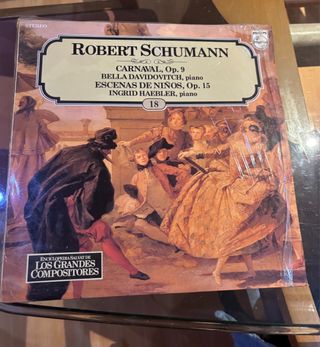 STEREO
ROBERT SCHUMANN
CARNAVAL, Op. 9
BELLA DAVIDOVITCH, piano
ESCENAS DE NIÑOS, Op. 15
INGRID HAEBLER, piano
18
ENCICLOPEDIA SALVAT DE
LOS GRANDES
COMPOSITORES